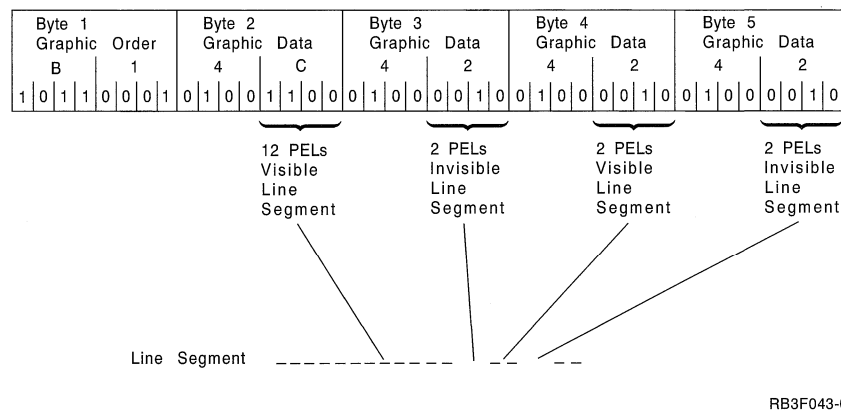 Byte 1 Byte 2 Byte 3 Byte 4 Byte 5
Graphic Order Graphic Data Graphic Data Graphic Data Graphic Data
B 1 4 C 4 2 4 2 4 2
1 0 1 1 0 0 0 1 0 1 0 0 1 1 0 0 0 1 0 0 0 0 1 0 0 1 0 0 0 0 1 0 0 1 0 0 0 0 1 0
12 PELs 2 PELs 2 PELs 2 PELs
Visible Invisible Visible Invisible
Line Line Line Line
Segment Segment Segment Segment
Line Segment
RB3F043-